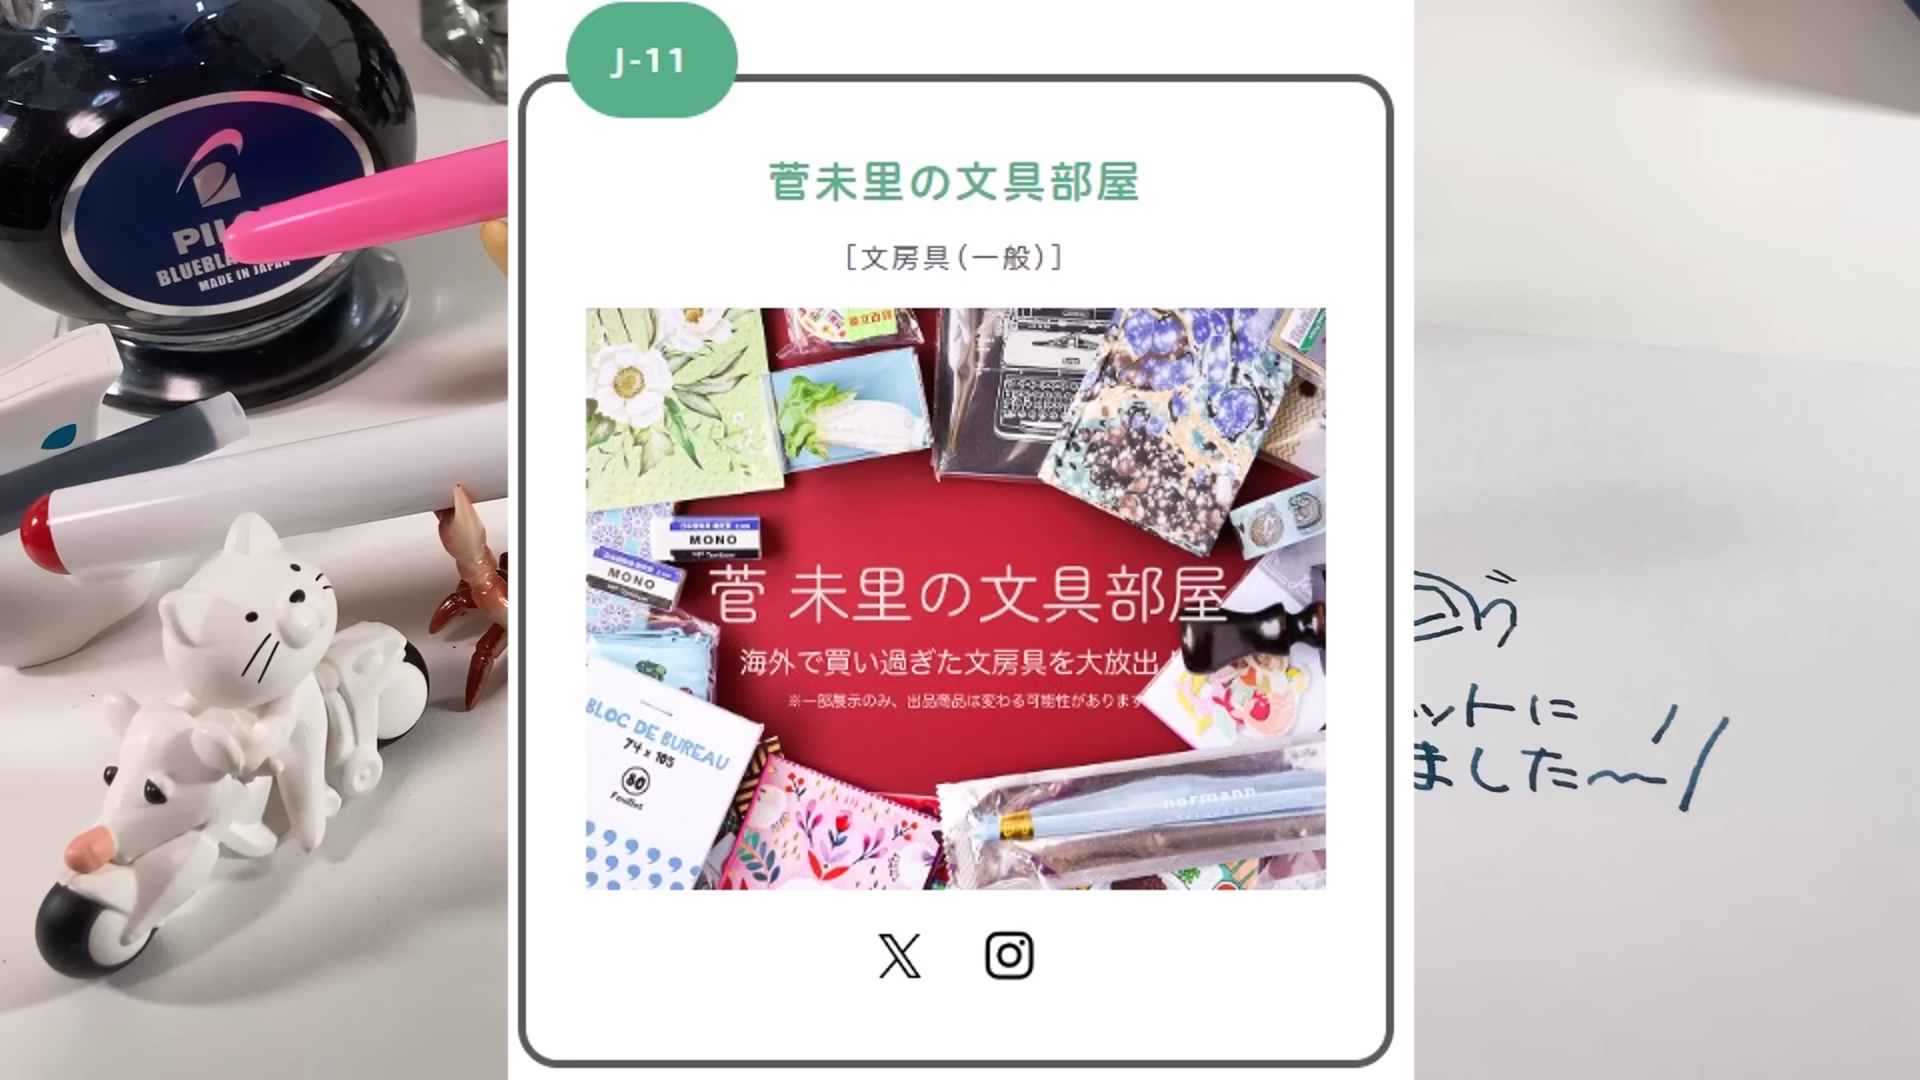 J-11
菅未里の文具部屋
[文房具(一般)]
MONO
MONO
菅 未里の文具部屋
海外で買い過ぎた文房具を大放出
※一部展示のみ、出品商品は変わる可能性があります
BLOC DE BUREAU
74 x 105
80
Feuilles
normann
BLUEBLA
MADE IN JAPAN
ットに
ました〜